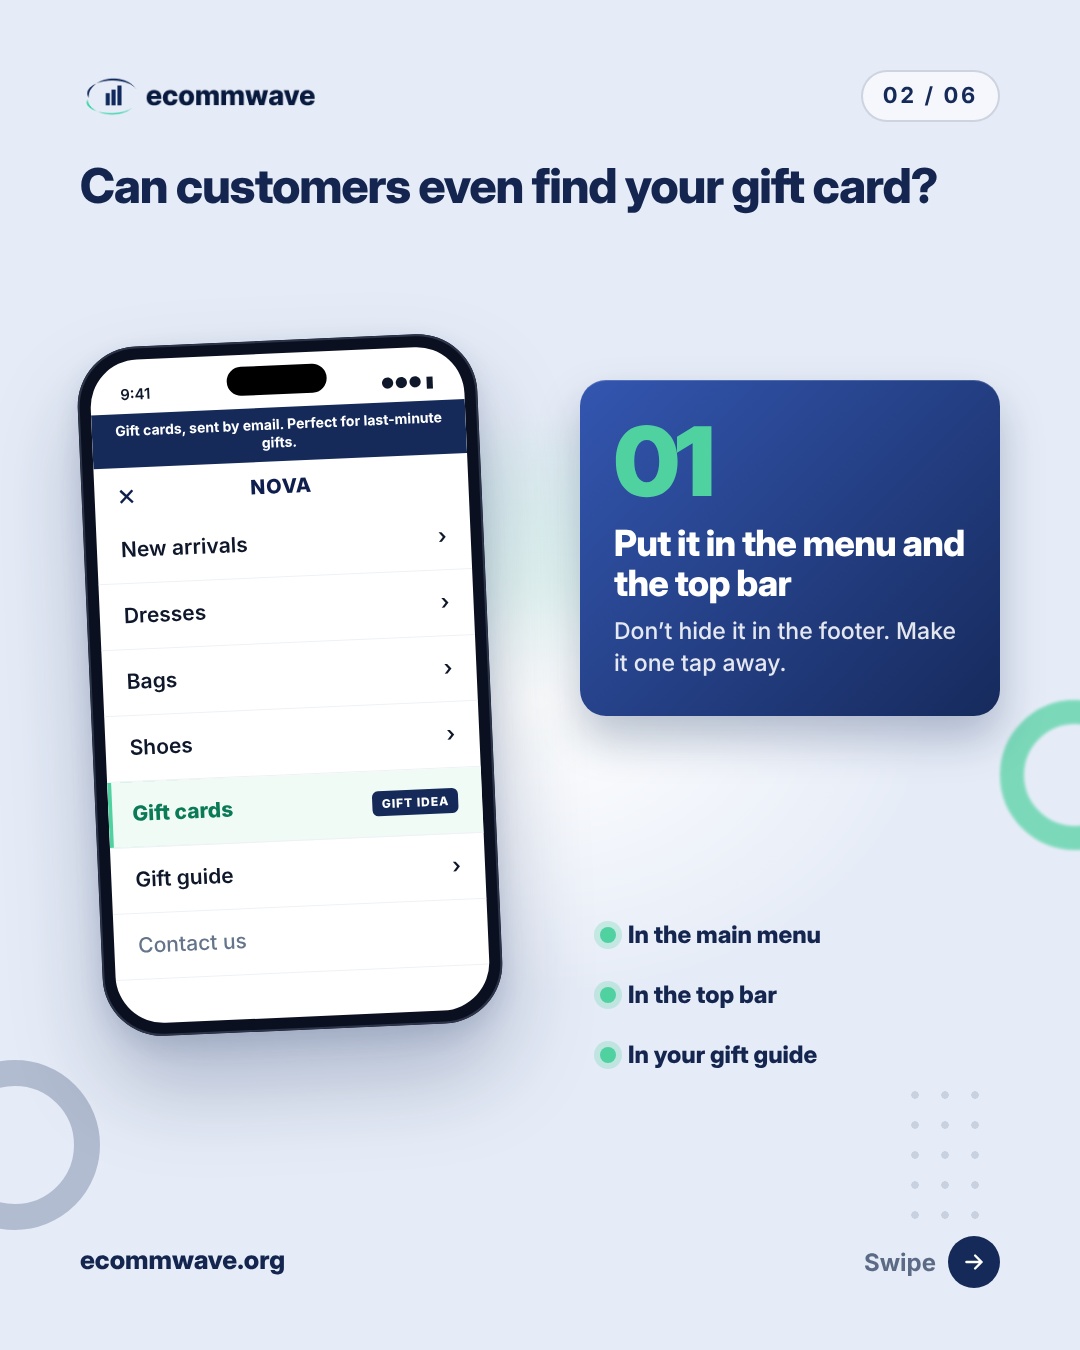 ecommwave
02 / 06
Can customers even find your gift card?
9:41
Gift cards, sent by email. Perfect for last-minute
gifts.
NOVA
New arrivals
Dresses
Bags
Shoes
Gift cards
GIFT IDEA
Gift guide
Contact us
01
Put it in the menu and
the top bar
Don’t hide it in the footer. Make
it one tap away.
In the main menu
In the top bar
In your gift guide
ecommwave.org
Swipe